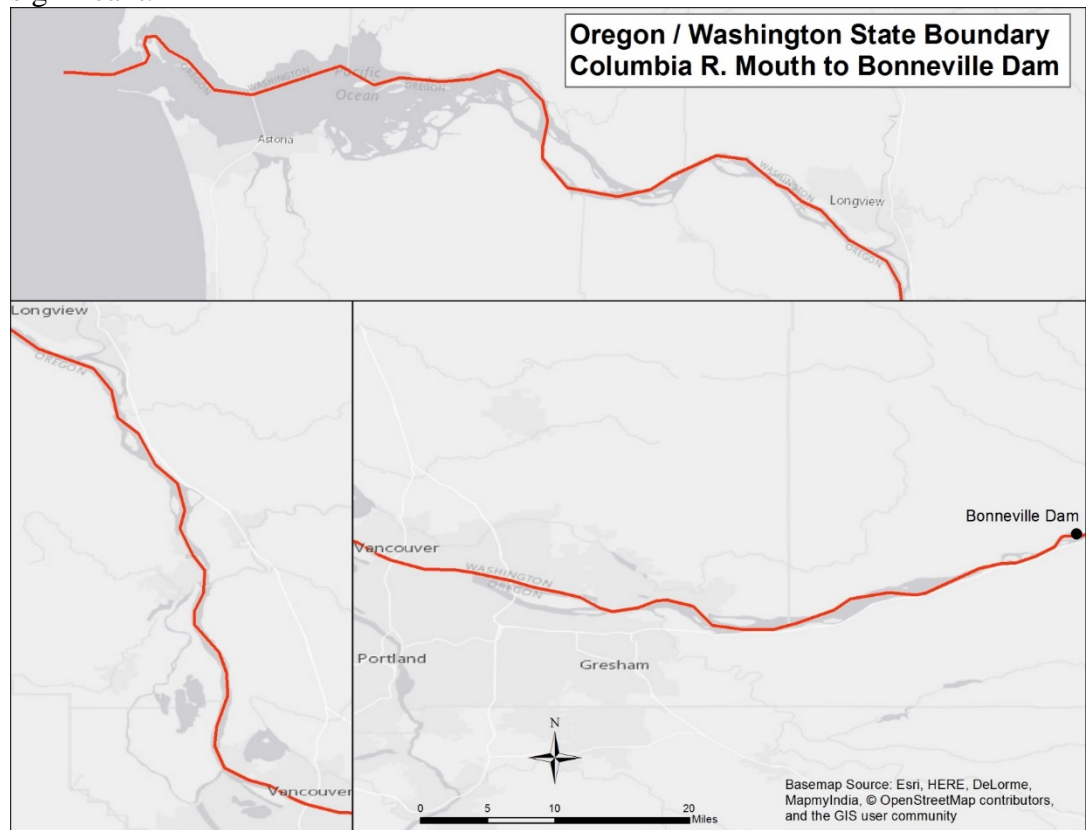 Oregon / Washington State Boundary
Columbia R. Mouth to Bonneville Dam
WASHINGTON
OREGON
Pacific
Ocean
OREGON
Astoria
WASHINGTON
Longview
OREGON
Longview
OREGON
Vancouver
Bonneville Dam
Vancouver
WASHINGTON
OREGON
Portland
Gresham
N
0 5 10 20
Miles
Basemap Source: Esri, HERE, DeLorme,
MapmyIndia, © OpenStreetMap contributors,
and the GIS user community